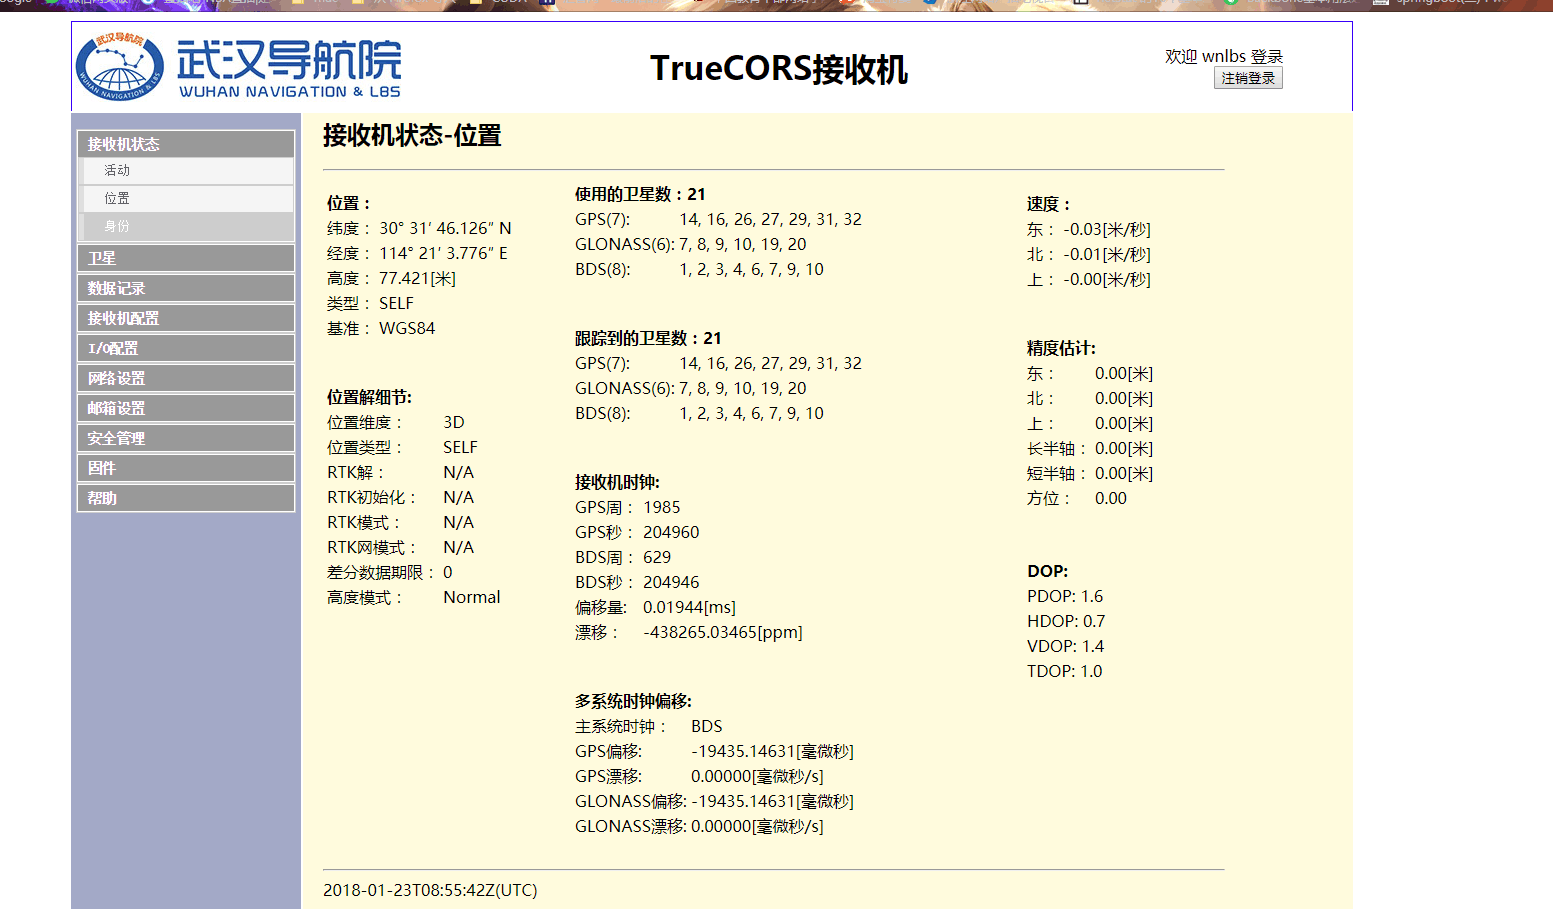 武汉导航院
WUHAN NAVIGATION & LBS
武汉导航院
WUHAN NAVIGATION & LBS
TrueCORS接收机
欢迎 wnlbs 登录
注销登录
接收机状态
活动
位置
身份
卫星
数据记录
接收机配置
I/O配置
网络设置
邮箱设置
安全管理
固件
帮助
接收机状态-位置
位置：
纬度： 30° 31′ 46.126″ N
经度： 114° 21′ 3.776″ E
高度： 77.421[米]
类型： SELF
基准： WGS84
位置解细节:
位置维度： 3D
位置类型： SELF
RTK解： N/A
RTK初始化： N/A
RTK模式： N/A
RTK网模式： N/A
差分数据期限： 0
高度模式： Normal
使用的卫星数：21
GPS(7): 14, 16, 26, 27, 29, 31, 32
GLONASS(6): 7, 8, 9, 10, 19, 20
BDS(8): 1, 2, 3, 4, 6, 7, 9, 10
跟踪到的卫星数：21
GPS(7): 14, 16, 26, 27, 29, 31, 32
GLONASS(6): 7, 8, 9, 10, 19, 20
BDS(8): 1, 2, 3, 4, 6, 7, 9, 10
接收机时钟:
GPS周： 1985
GPS秒： 204960
BDS周： 629
BDS秒： 204946
偏移量: 0.01944[ms]
漂移： -438265.03465[ppm]
多系统时钟偏移:
主系统时钟： BDS
GPS偏移: -19435.14631[毫微秒]
GPS漂移: 0.00000[毫微秒/s]
GLONASS偏移: -19435.14631[毫微秒]
GLONASS漂移: 0.00000[毫微秒/s]
速度：
东： -0.03[米/秒]
北： -0.01[米/秒]
上： -0.00[米/秒]
精度估计:
东： 0.00[米]
北： 0.00[米]
上： 0.00[米]
长半轴： 0.00[米]
短半轴： 0.00[米]
方位： 0.00
DOP:
PDOP: 1.6
HDOP: 0.7
VDOP: 1.4
TDOP: 1.0
2018-01-23T08:55:42Z(UTC)